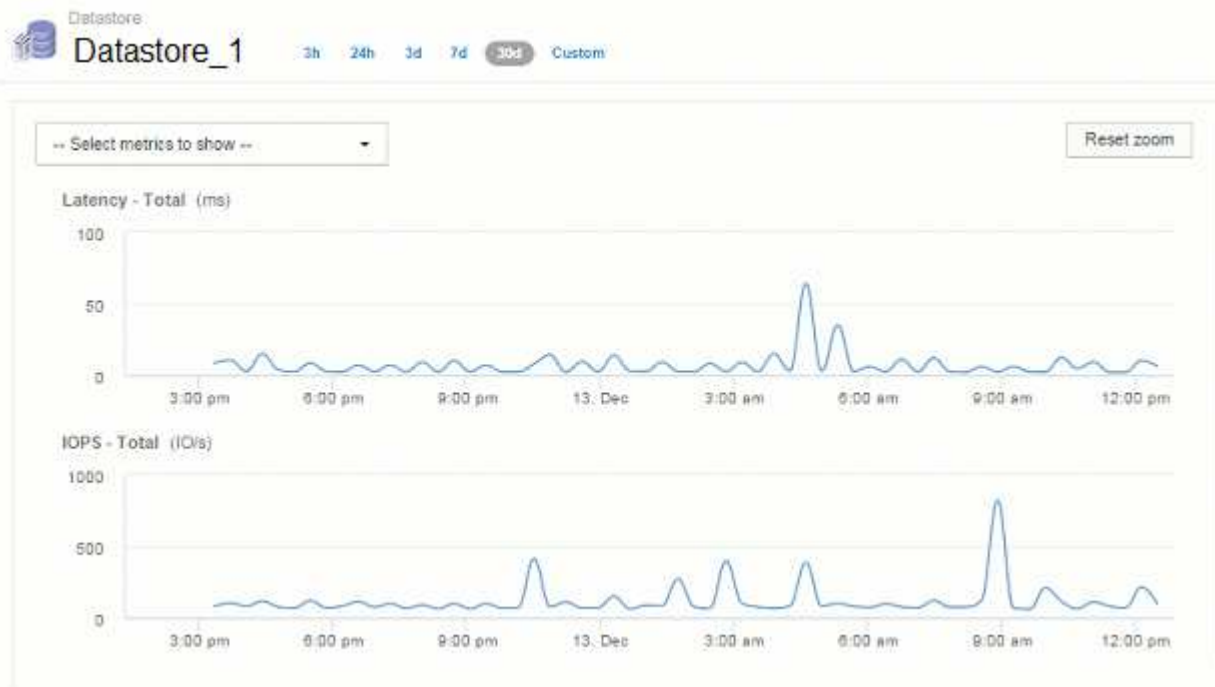 Datastore
Datastore_1 3h 24h 3d 7d 30d Custom
-- Select metrics to show -- Reset zoom
Latency - Total (ms)
100
50
0
3:00 pm 6:00 pm 9:00 pm 13. Dec 3:00 am 6:00 am 9:00 am 12:00 pm
IOPS - Total (IO/s)
1000
500
0
3:00 pm 6:00 pm 9:00 pm 13. Dec 3:00 am 6:00 am 9:00 am 12:00 pm